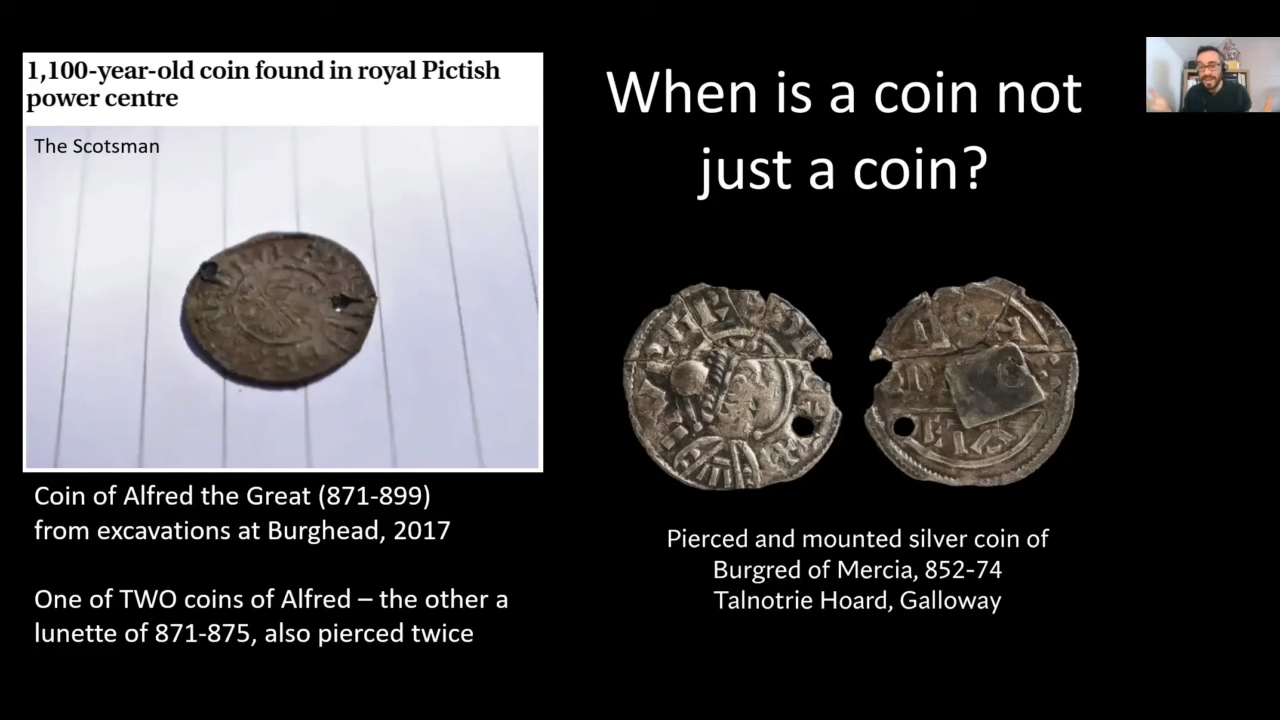 1,100-year-old coin found in royal Pictish
power centre
The Scotsman
Coin of Alfred the Great (871-899)
from excavations at Burghead, 2017
One of TWO coins of Alfred – the other a
lunette of 871-875, also pierced twice
When is a coin not
just a coin?
Pierced and mounted silver coin of
Burgred of Mercia, 852-74
Talnotrie Hoard, Galloway